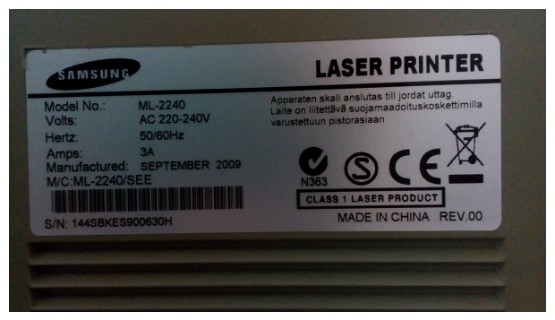 SAMSUNG
LASER PRINTER
Model No.: ML-2240
Volts: AC 220-240V
Hertz: 50/60Hz
Amps: 3A
Manufactured: SEPTEMBER 2009
M/C:ML-2240/SEE
S/N: 144SBKES900630H
Apparaten skall anslutas till jordat uttag.
Laite on liitettävä suojamaadoituskoskettimilla
varustettuun pistorasiaan
N363
S
CE
CLASS 1 LASER PRODUCT
MADE IN CHINA REV.00